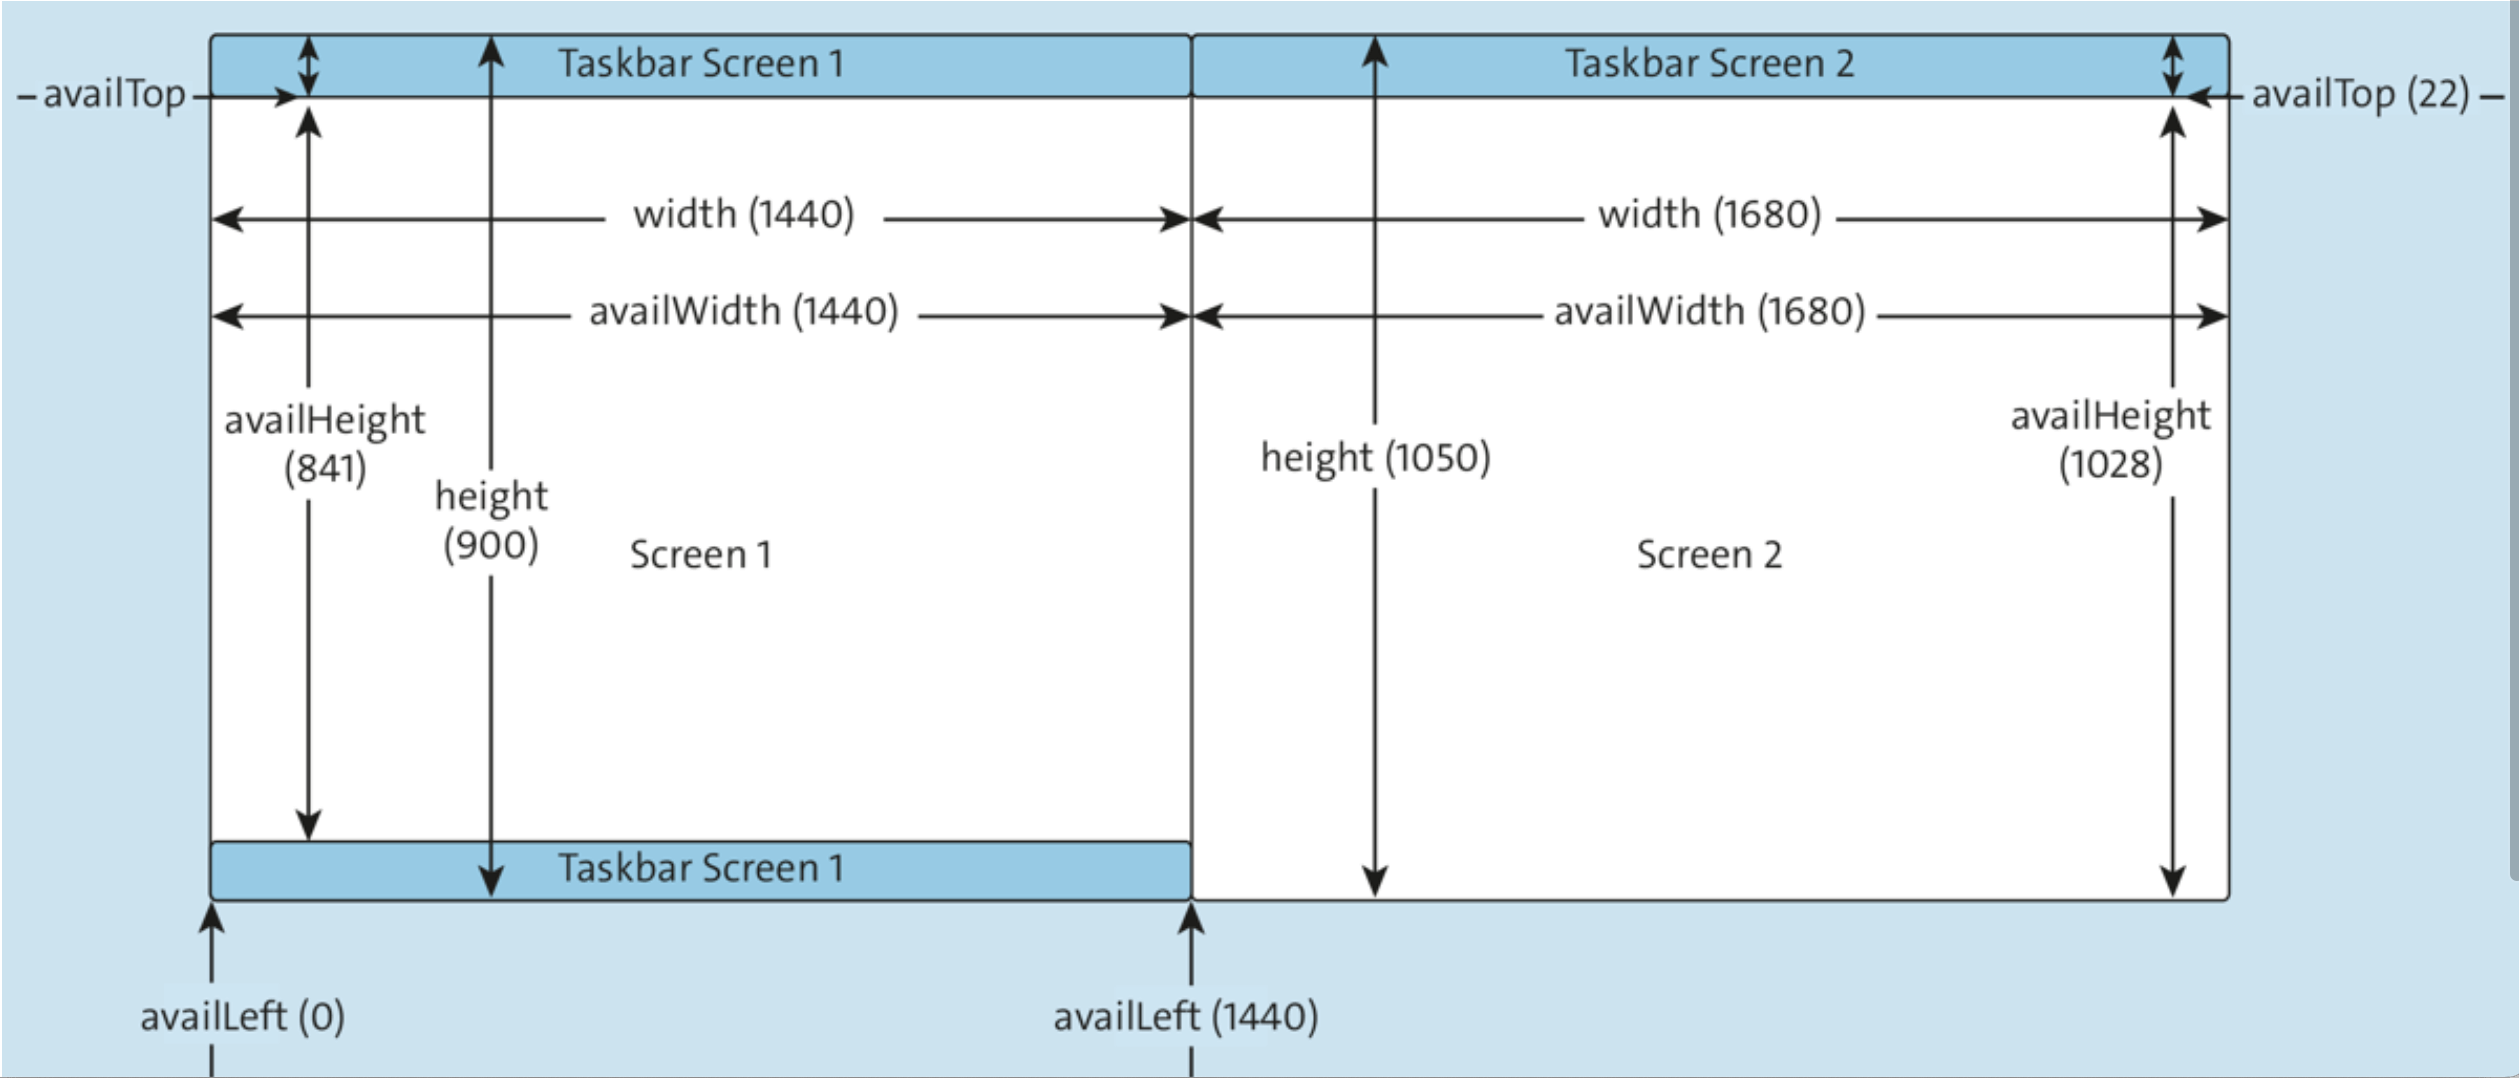 Taskbar Screen 1
Taskbar Screen 2
availTop
availTop (22)
width (1440)
width (1680)
availWidth (1440)
availWidth (1680)
availHeight
(841)
height
(900)
Screen 1
height (1050)
availHeight
(1028)
Screen 2
Taskbar Screen 1
availLeft (0)
availLeft (1440)